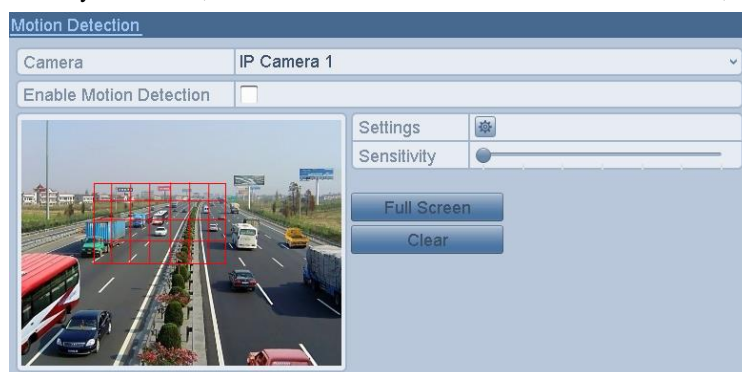 Motion Detection
Camera IP Camera 1
Enable Motion Detection
Settings
Sensitivity
Full Screen
Clear